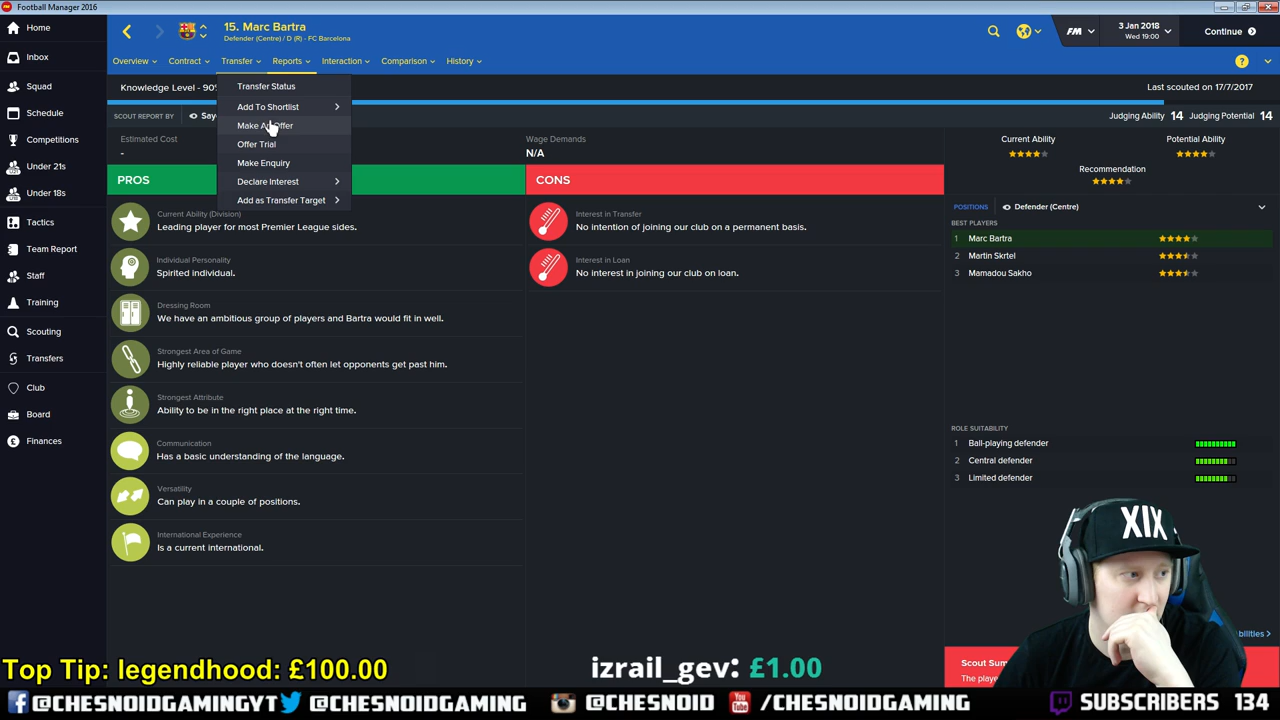 Football Manager 2016
Home
Inbox
Squad
Schedule
Competitions
Under 21s
Under 18s
Tactics
Team Report
Staff
Training
Scouting
Transfers
Club
Board
Finances
15. Marc Bartra
Defender (Centre) / D (R) - FC Barcelona
FM
3 Jan 2018
Wed 19:00
Continue
Overview
Contract
Transfer
Reports
Interaction
Comparison
History
?
Transfer Status
Add To Shortlist
Make An Offer
Offer Trial
Make Enquiry
Declare Interest
Add as Transfer Target
Knowledge Level - 90%
Last scouted on 17/7/2017
SCOUT REPORT BY
Judging Ability 14 Judging Potential 14
Estimated Cost
-
Wage Demands
N/A
Current Ability
Potential Ability
Recommendation
PROS
CONS
Current Ability (Division)
Leading player for most Premier League sides.
Individual Personality
Spirited individual.
Dressing Room
We have an ambitious group of players and Bartra would fit in well.
Strongest Area of Game
Highly reliable player who doesn't often let opponents get past him.
Strongest Attribute
Ability to be in the right place at the right time.
Communication
Has a basic understanding of the language.
Versatility
Can play in a couple of positions.
International Experience
Is a current international.
Interest in Transfer
No intention of joining our club on a permanent basis.
Interest in Loan
No interest in joining our club on loan.
POSITIONS
Defender (Centre)
BEST PLAYERS
1 Marc Bartra
2 Martin Skrtel
3 Mamadou Sakho
ROLE SUITABILITY
1 Ball-playing defender
2 Central defender
3 Limited defender
XIX
Scout Sum
The playe
Top Tip: legendhood: £100.00
izrail_gev: £1.00
@CHESNOIDGAMINGYT
@CHESNOIDGAMING
@CHESNOID
You Tube
/CHESNOIDGAMING
SUBSCRIBERS 134